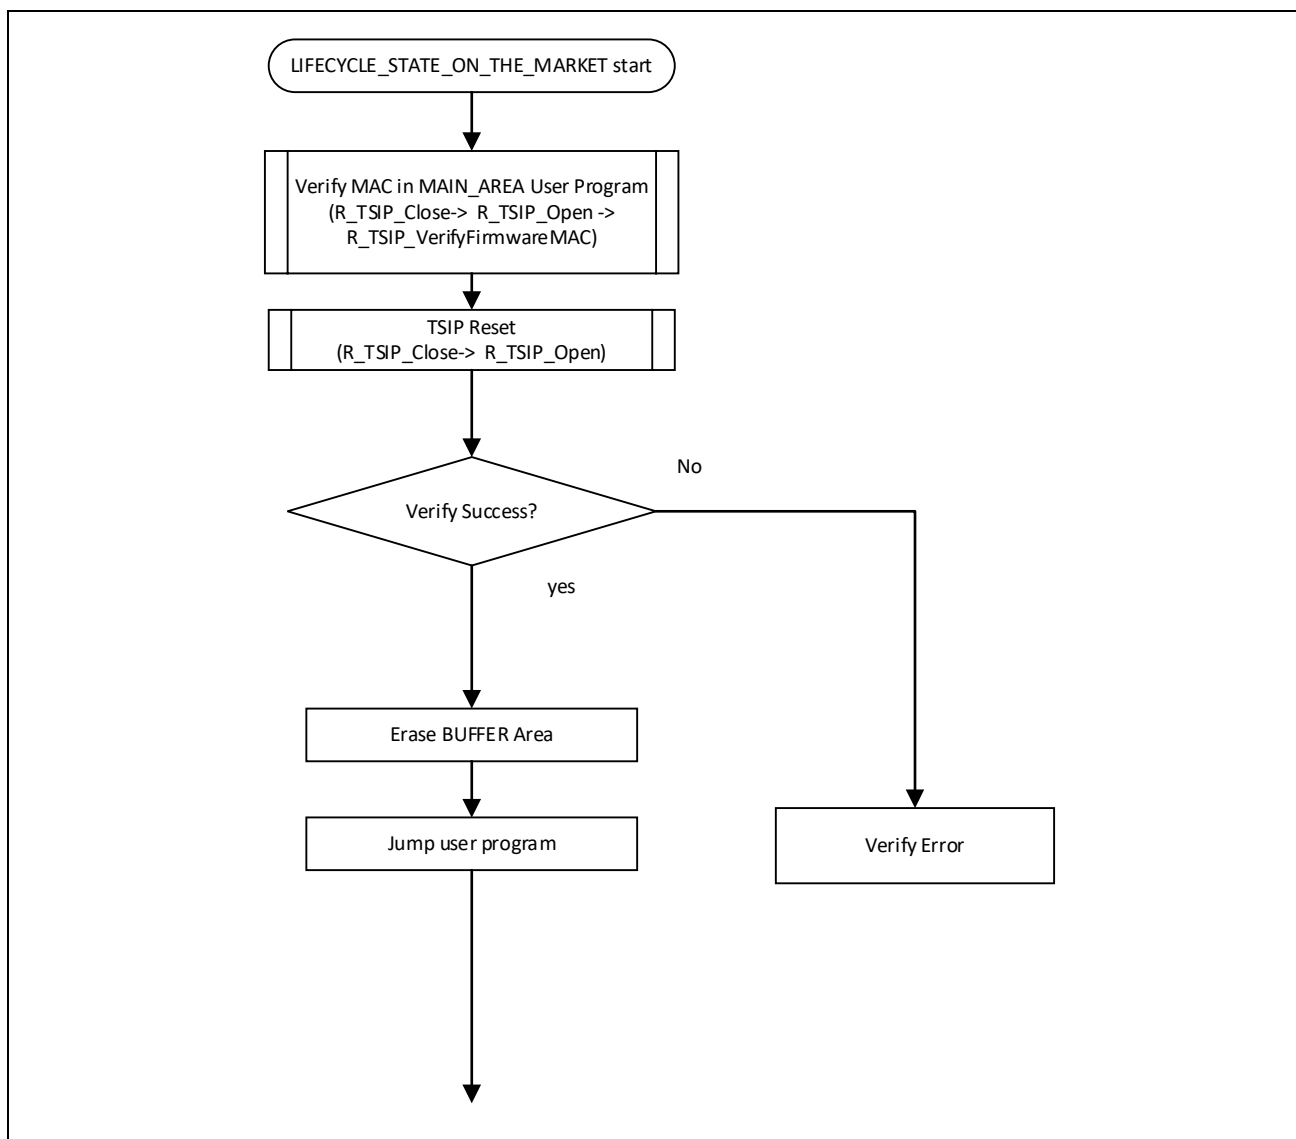 LIFECYCLE_STATE_ON_THE_MARKET start
Verify MAC in MAIN_AREA User Program
(R_TSIP_Close-> R_TSIP_Open ->
R_TSIP_VerifyFirmwareMAC)
TSIP Reset
(R_TSIP_Close-> R_TSIP_Open)
No
Verify Success?
yes
Erase BUFFER Area
Jump user program
Verify Error